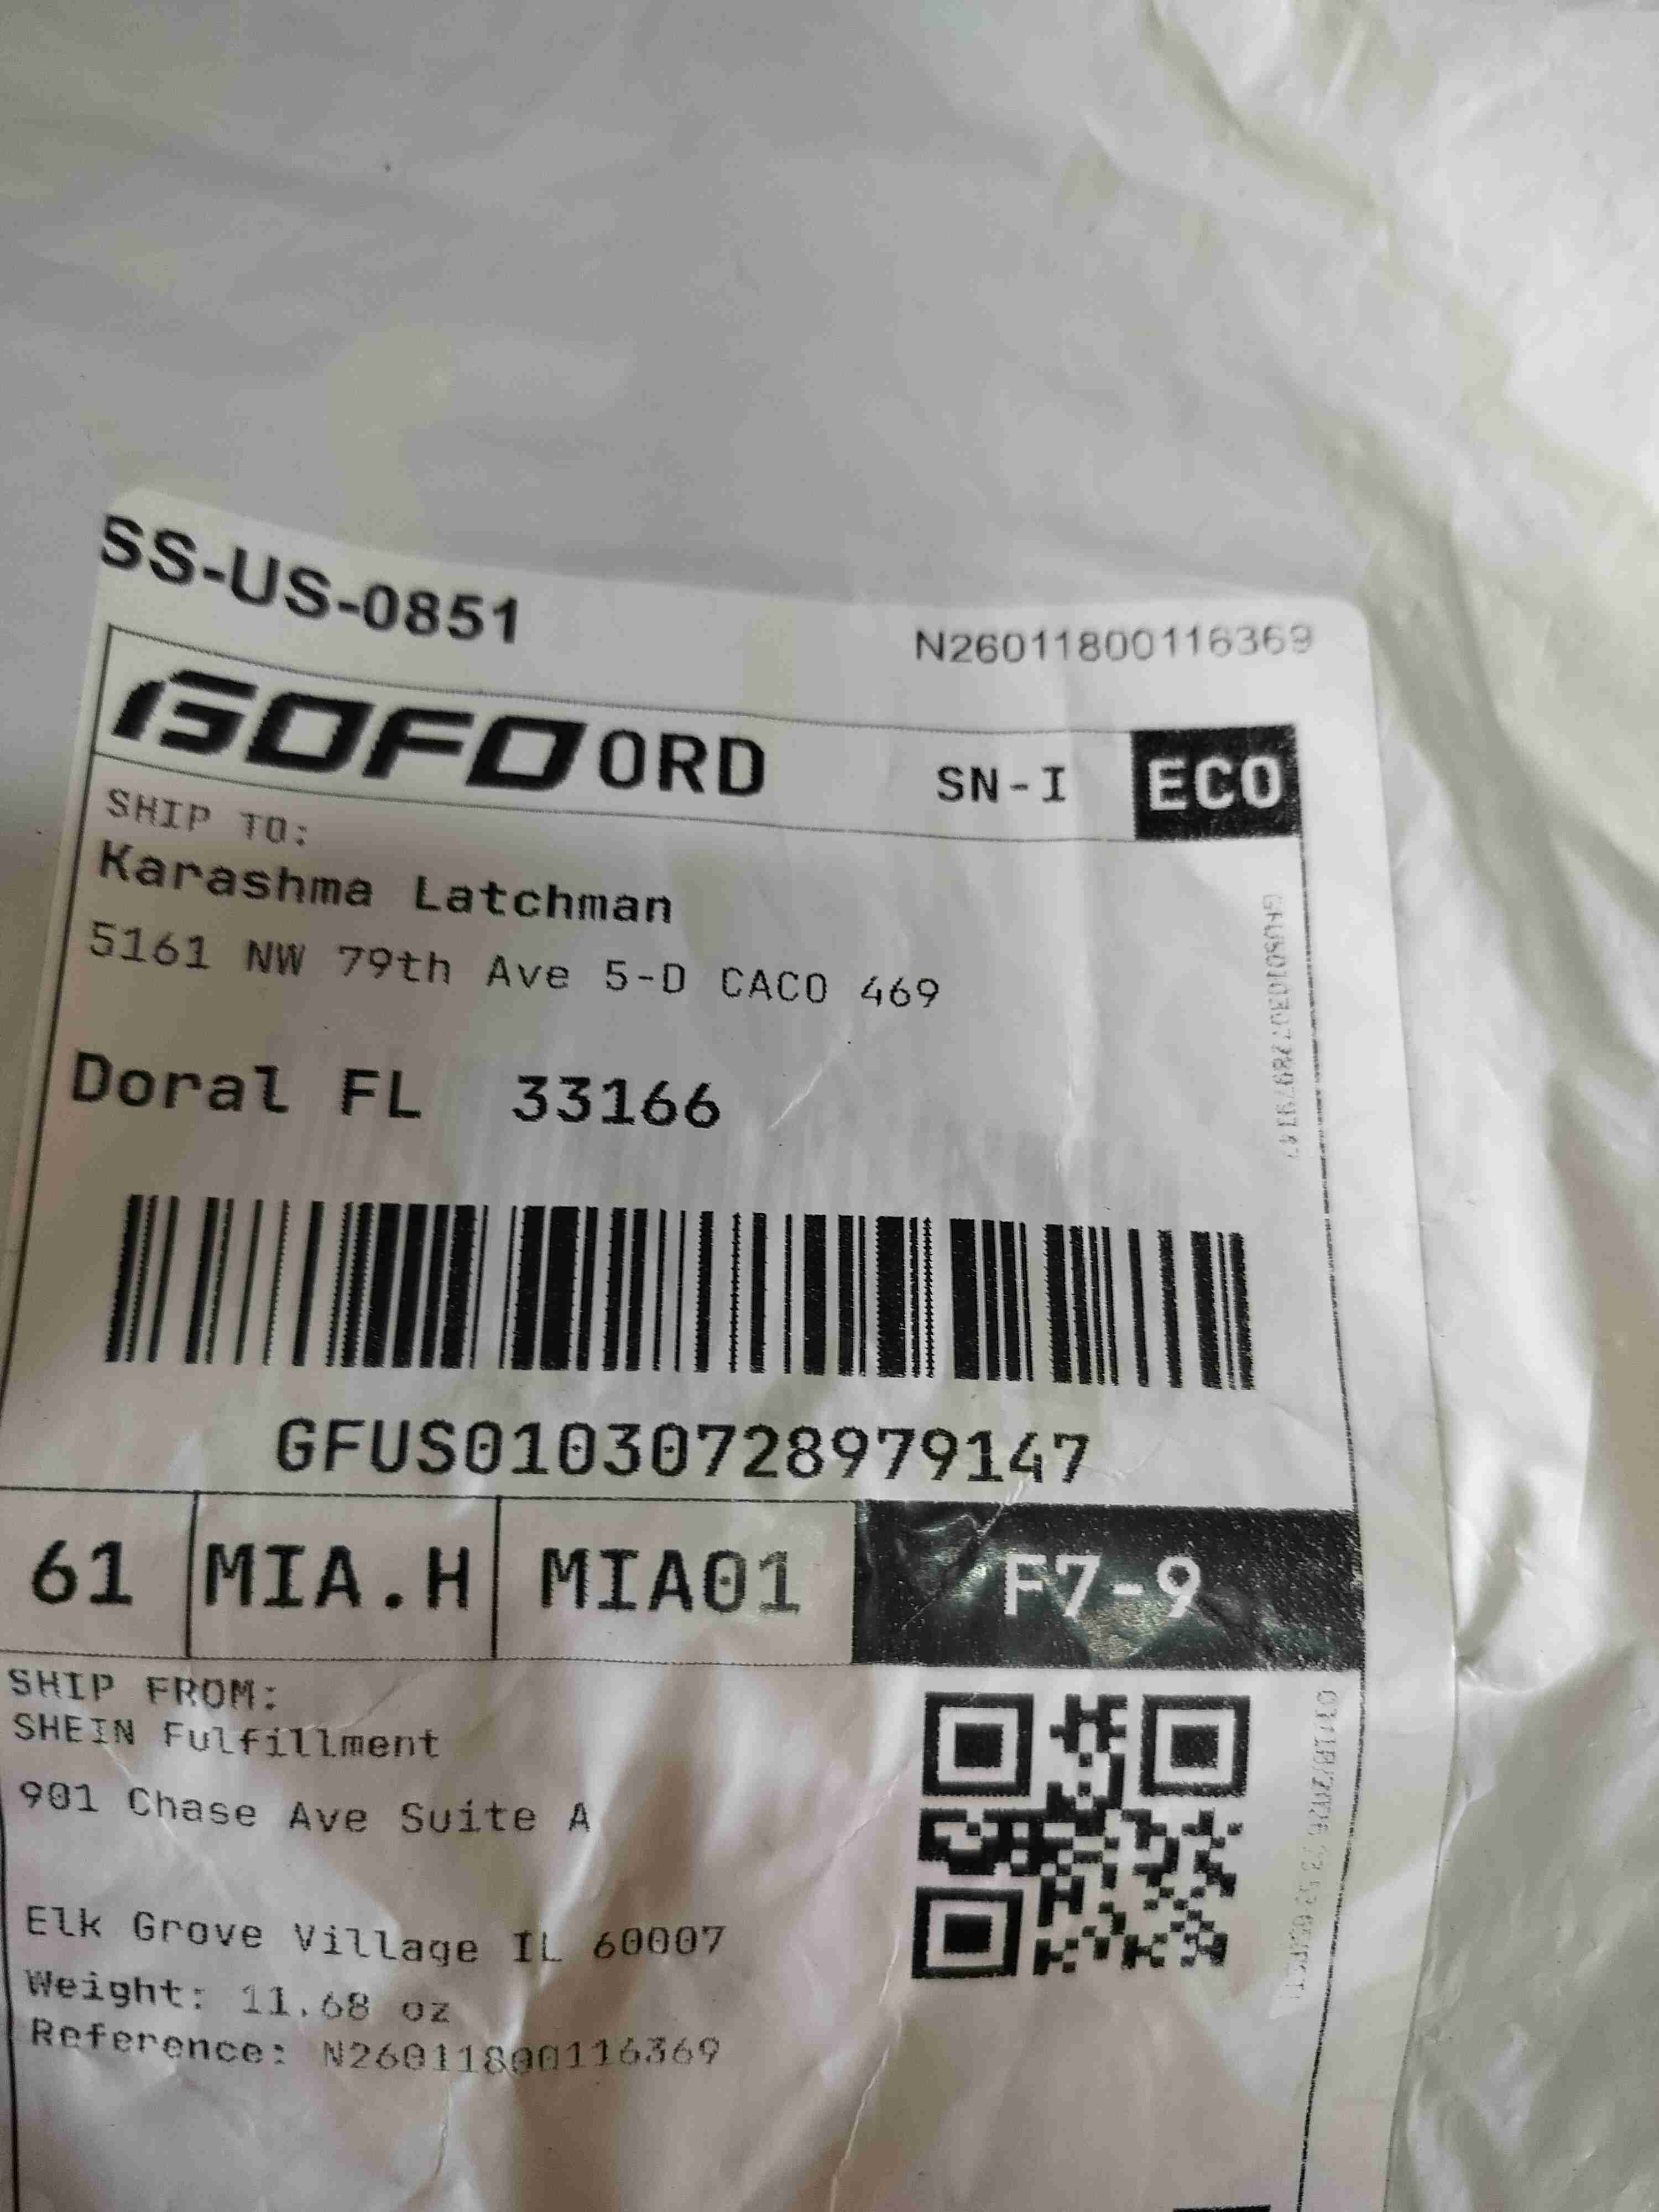 SS-US-0851
N26011800116369
GOFO ORD SN-I ECO
SHIP TO:
Karashma Latchman
5161 NW 79th Ave 5-D CACO 469
Doral FL 33166
GFUS01030728979147
61 MIA.H MIA01 F7-9
SHIP FROM:
SHEIN Fulfillment
901 Chase Ave Suite A
Elk Grove Village IL 60007
Weight: 11.68 oz
Reference: N26011800116369